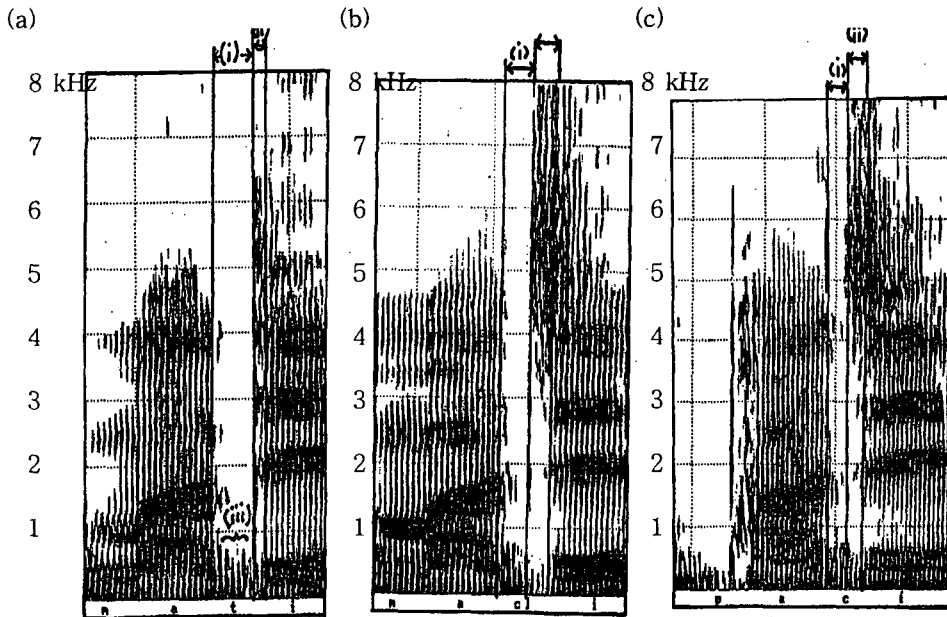 (a) (b) (c)
(i) (ii) (i) (i) (ii)
8 kHz 8 kHz 8 kHz
7 7 7
6 6 6
5 5 5
4 4 4
3 3 3
2 2 2
(iii)
1 1 1
n a t i n a c i p a c i